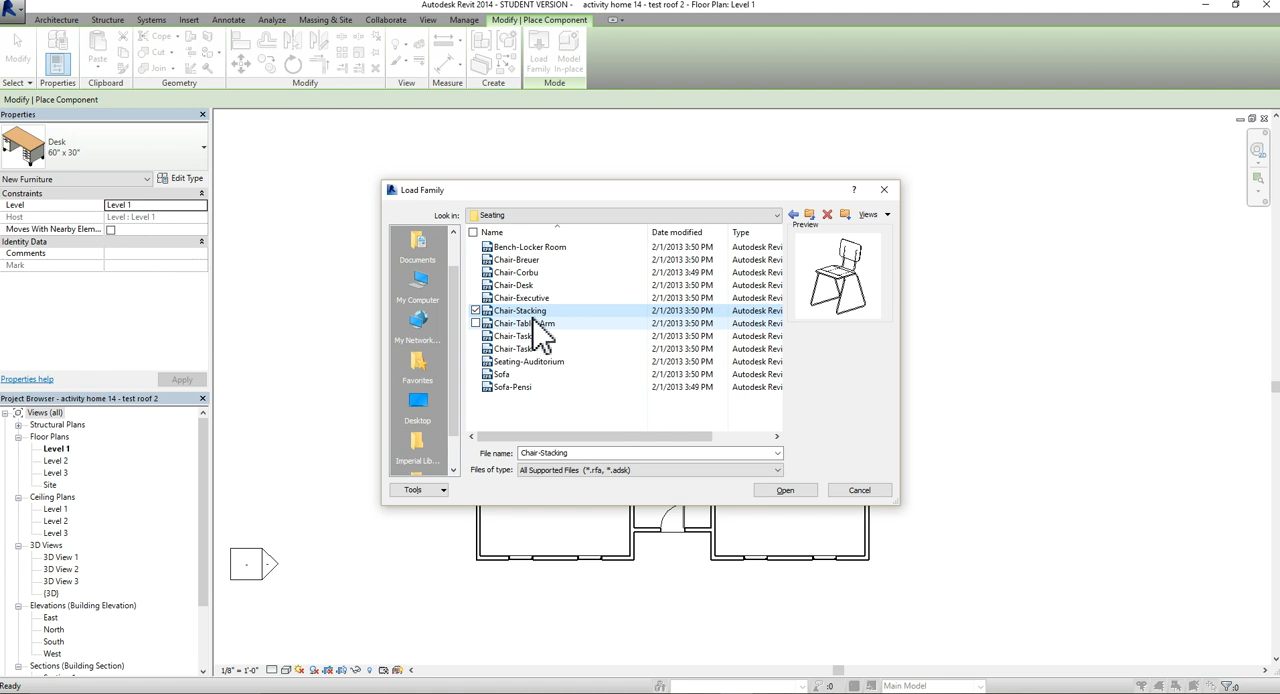 Autodesk Revit 2014 - STUDENT VERSION - activity home 14 - test roof 2 - Floor Plan: Level 1
Architecture Structure Systems Insert Annotate Analyze Massing & Site Collaborate View Manage Modify | Place Component
Modify Paste Cope Cut Join Load Family Model In-place
Select Properties Clipboard Geometry Modify View Measure Create Mode
Modify | Place Component
Properties
Desk
60" x 30"
New Furniture Edit Type
Constraints
Level Level 1
Host Level : Level 1
Moves With Nearby Elem...
Identity Data
Comments
Mark
Properties help Apply
Project Browser - activity home 14 - test roof 2
Views (all)
Structural Plans
Floor Plans
Level 1
Level 2
Level 3
Site
Ceiling Plans
Level 1
Level 2
Level 3
3D Views
3D View 1
3D View 2
3D View 3
{3D}
Elevations (Building Elevation)
East
North
South
West
Sections (Building Section)
Load Family ?
Look in: Seating Views
Documents
My Computer
My Network...
Favorites
Desktop
Imperial Lib...
Name Date modified Type
Bench-Locker Room 2/1/2013 3:50 PM Autodesk Revi
Chair-Breuer 2/1/2013 3:50 PM Autodesk Revi
Chair-Corbu 2/1/2013 3:49 PM Autodesk Revi
Chair-Desk 2/1/2013 3:50 PM Autodesk Revi
Chair-Executive 2/1/2013 3:50 PM Autodesk Revi
Chair-Stacking 2/1/2013 3:50 PM Autodesk Revi
Chair-Tabl Arm 2/1/2013 3:50 PM Autodesk Revi
Chair-Task 2/1/2013 3:50 PM Autodesk Revi
Chair-Task 2/1/2013 3:50 PM Autodesk Revi
Seating-Auditorium 2/1/2013 3:50 PM Autodesk Revi
Sofa 2/1/2013 3:50 PM Autodesk Revi
Sofa-Pensi 2/1/2013 3:49 PM Autodesk Revi
Preview
File name: Chair-Stacking
Files of type: All Supported Files (*.rfa, *.adsk)
Tools Open Cancel
1/8" = 1'-0"
Ready :0 Main Model :0